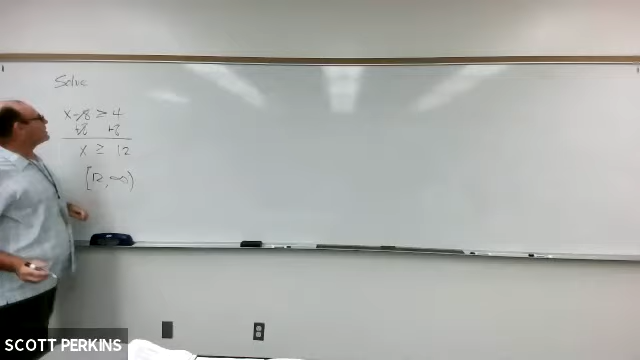 Solve
x-8 ≥ 4
+8 +8
x ≥ 12
[12, ∞)
SCOTT PERKINS